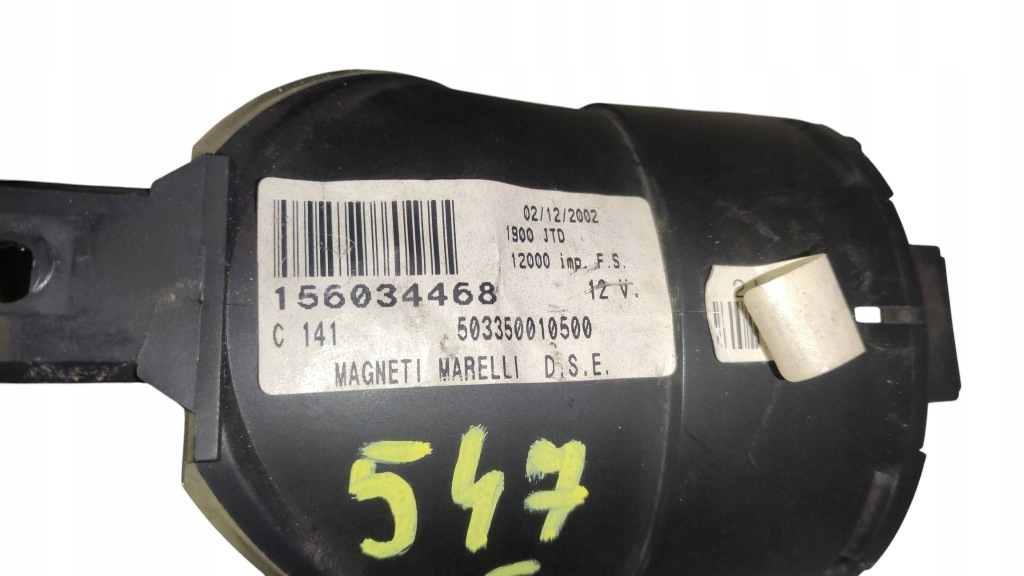 02/12/2002
1900 JTD
12000 imp. F.S.
12 V.
156034468
C 141 503350010500
MAGNETI MARELLI D.S.E.
547